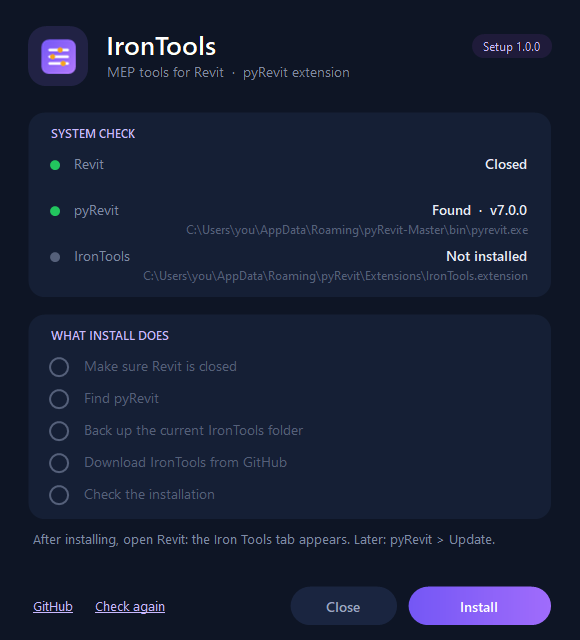 IronTools
Setup 1.0.0
MEP tools for Revit · pyRevit extension
SYSTEM CHECK
Revit Closed
pyRevit Found · v7.0.0
C:\Users\you\AppData\Roaming\pyRevit-Master\bin\pyrevit.exe
IronTools Not installed
C:\Users\you\AppData\Roaming\pyRevit\Extensions\IronTools.extension
WHAT INSTALL DOES
Make sure Revit is closed
Find pyRevit
Back up the current IronTools folder
Download IronTools from GitHub
Check the installation
After installing, open Revit: the Iron Tools tab appears. Later: pyRevit > Update.
GitHub Check again Close Install